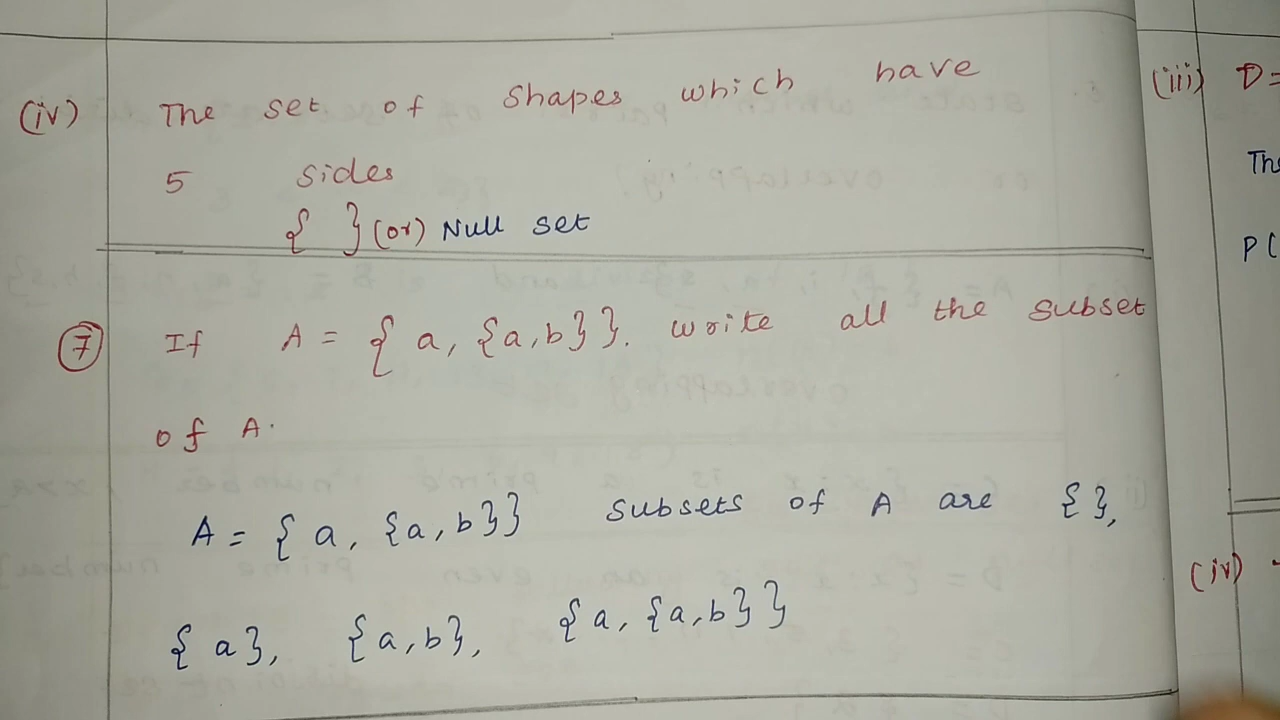 (iv) The set of shapes which have
5 sides
{ } (or) Null set
7 If A = { a, {a,b}}. write all the subset
of A.
A = { a, {a,b}} subsets of A are { },
{ a}, {a,b}, {a, {a,b}}
(iii) D=
P(
(iv)